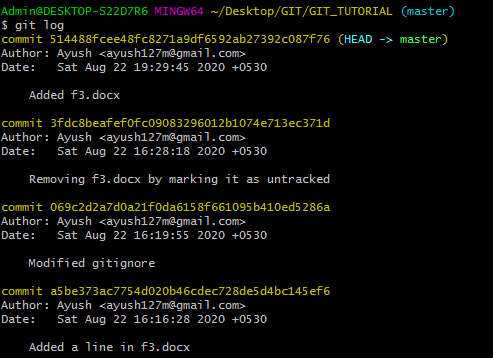 Admin@DESKTOP-S22D7R6 MINGW64 ~/Desktop/GIT/GIT_TUTORIAL (master)
$ git log
commit 514488fcee48fc8271a9df6592ab27392c087f76 (HEAD -> master)
Author: Ayush <ayush127m@gmail.com>
Date:   Sat Aug 22 19:29:45 2020 +0530
    Added f3.docx
commit 3fdc8beafef0fc09083296012b1074e713ec371d
Author: Ayush <ayush127m@gmail.com>
Date:   Sat Aug 22 16:28:18 2020 +0530
    Removing f3.docx by marking it as untracked
commit 069c2d2a7d0a21f0da6158f661095b410ed5286a
Author: Ayush <ayush127m@gmail.com>
Date:   Sat Aug 22 16:19:55 2020 +0530
    Modified gitignore
commit a5be373ac7754d020b46cdec728de5d4bc145ef6
Author: Ayush <ayush127m@gmail.com>
Date:   Sat Aug 22 16:16:28 2020 +0530
    Added a line in f3.docx